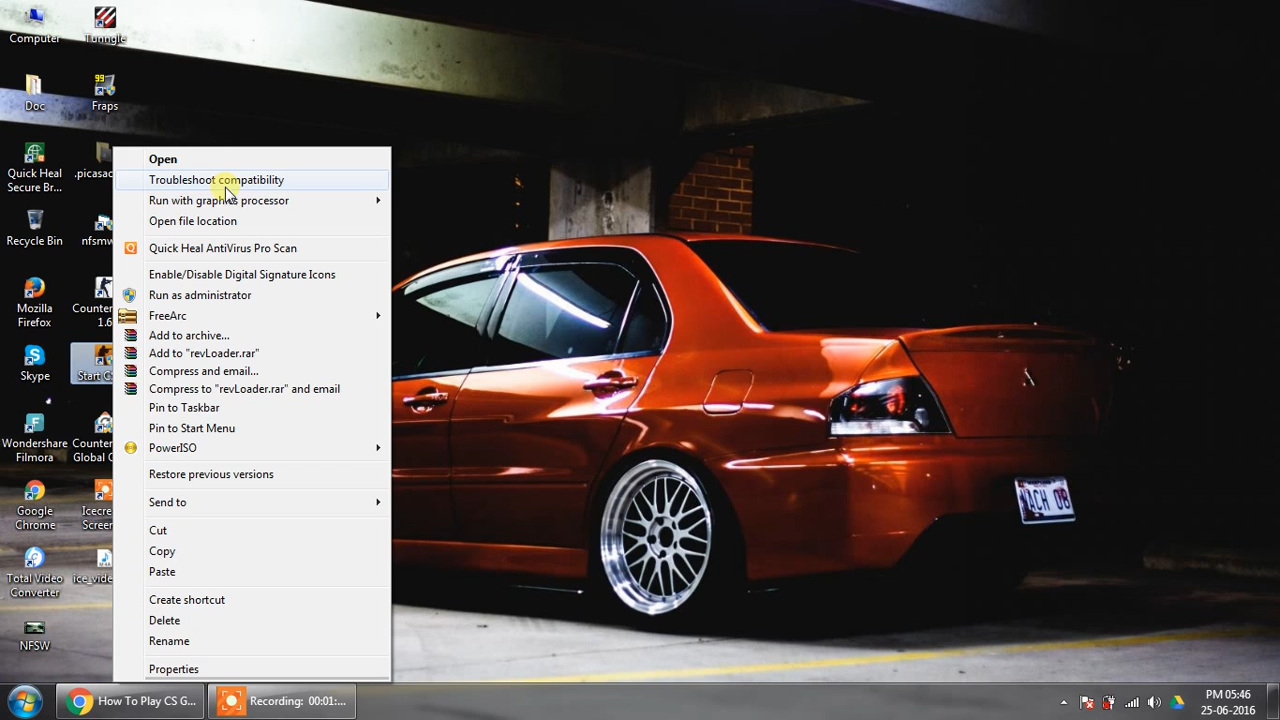 Computer
Tunngle
Doc
99
Fraps
Quick Heal
Secure Br...
.picasa
Recycle Bin
nfsmw
Mozilla
Firefox
Counter
1.6
Skype
Start C
Wondershare
Filmora
Counter
Global O
Google
Chrome
Icecre
Screen
Total Video
Converter
M4A
ice_vide
NFSW
Open
Troubleshoot compatibility
Run with graphics processor
Open file location
Quick Heal AntiVirus Pro Scan
Enable/Disable Digital Signature Icons
Run as administrator
FreeArc
Add to archive...
Add to "revLoader.rar"
Compress and email...
Compress to "revLoader.rar" and email
Pin to Taskbar
Pin to Start Menu
PowerISO
Restore previous versions
Send to
Cut
Copy
Paste
Create shortcut
Delete
Rename
Properties
ACH 08
How To Play CS G...
Recording: 00:01:...
PM 05:46
25-06-2016